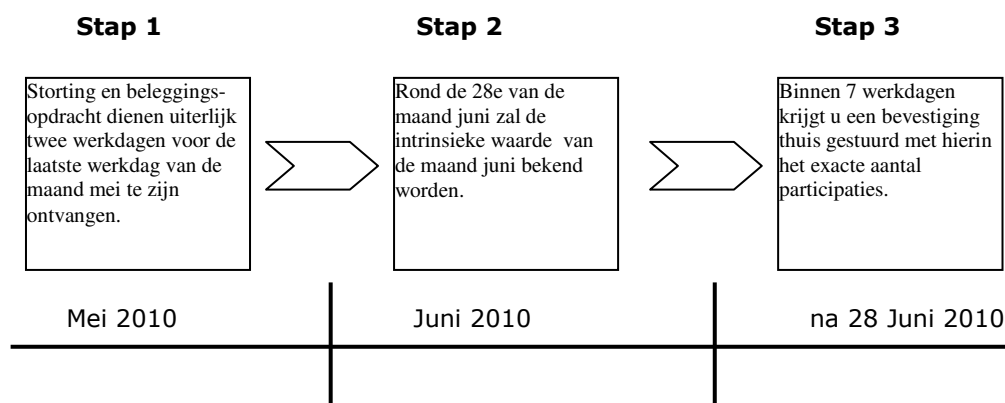 Stap 1
Stap 2
Stap 3
Storting en beleggings-
opdracht dienen uiterlijk
twee werkdagen voor de
laatste werkdag van de
maand mei te zijn
ontvangen.
Rond de 28e van de
maand juni zal de
intrinsieke waarde van
de maand juni bekend
worden.
Binnen 7 werkdagen
krijgt u een bevestiging
thuis gestuurd met hierin
het exacte aantal
participaties.
Mei 2010
Juni 2010
na 28 Juni 2010